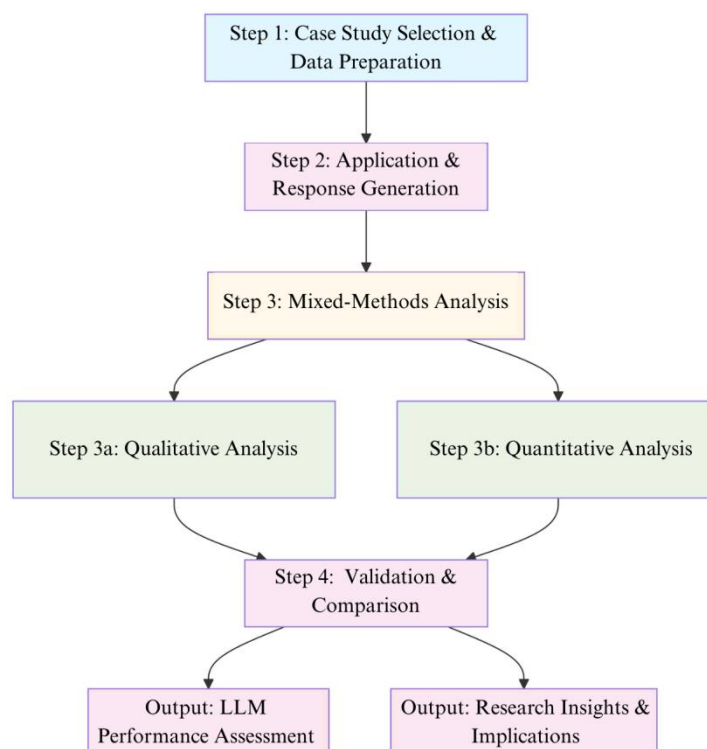 Step 1: Case Study Selection &
Data Preparation
Step 2: Application &
Response Generation
Step 3: Mixed-Methods Analysis
Step 3a: Qualitative Analysis
Step 3b: Quantitative Analysis
Step 4: Validation &
Comparison
Output: LLM
Performance Assessment
Output: Research Insights &
Implications